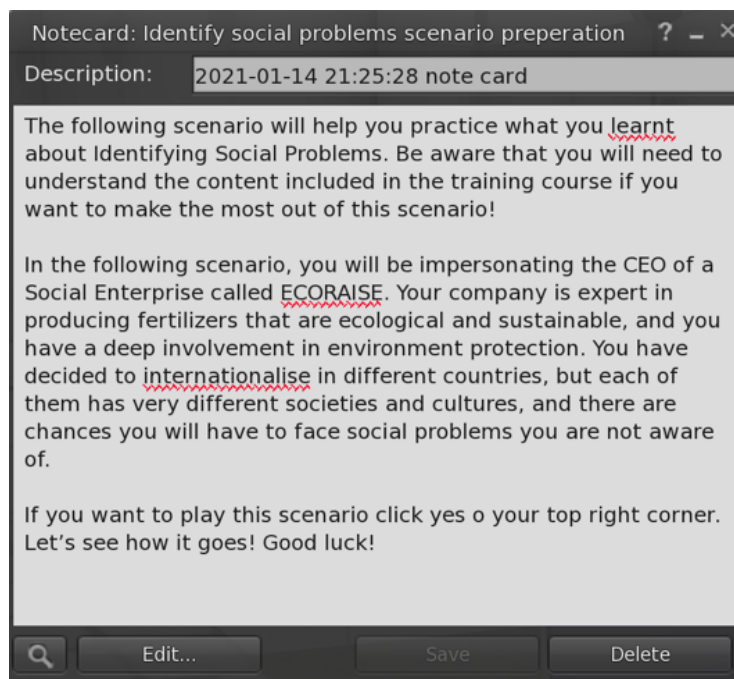 Notecard: Identify social problems scenario preperation ? _ ×
Description: 2021-01-14 21:25:28 note card
The following scenario will help you practice what you learnt
about Identifying Social Problems. Be aware that you will need to
understand the content included in the training course if you
want to make the most out of this scenario!
In the following scenario, you will be impersonating the CEO of a
Social Enterprise called ECORAISE. Your company is expert in
producing fertilizers that are ecological and sustainable, and you
have a deep involvement in environment protection. You have
decided to internationalise in different countries, but each of
them has very different societies and cultures, and there are
chances you will have to face social problems you are not aware
of.
If you want to play this scenario click yes o your top right corner.
Let's see how it goes! Good luck!
Edit... Save Delete